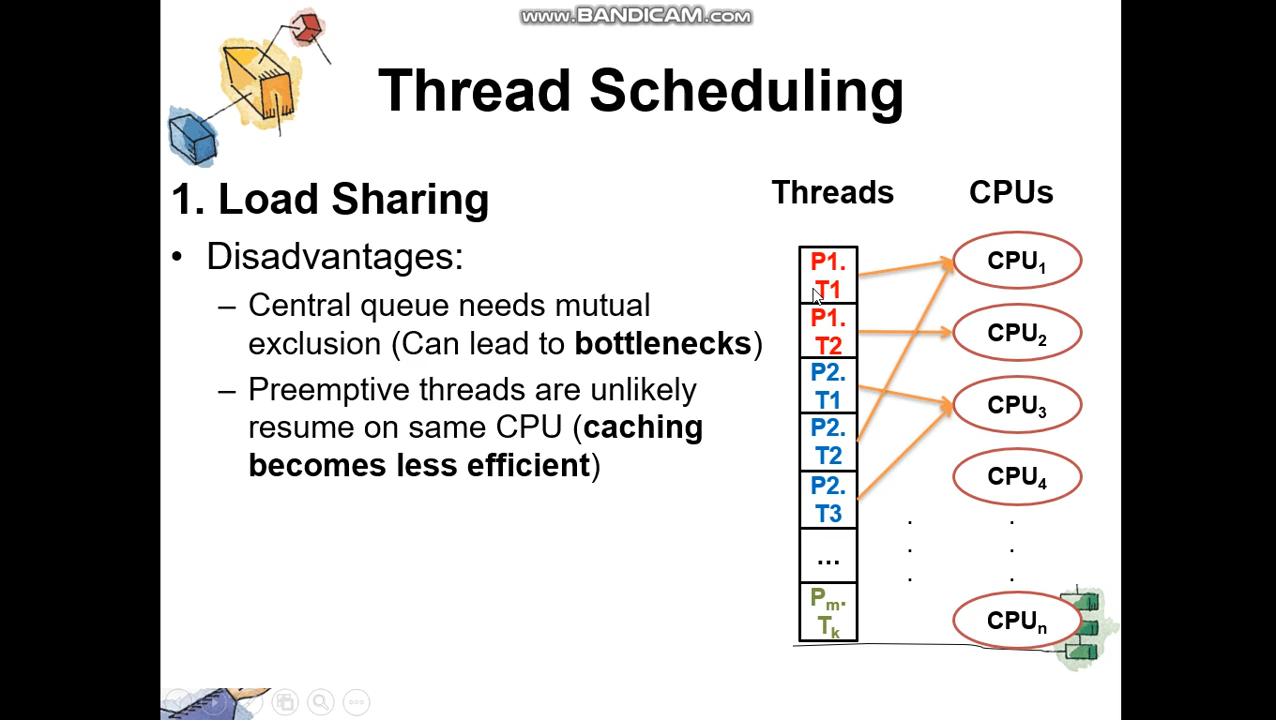 www.BANDICAM.com
Thread Scheduling
1. Load Sharing
• Disadvantages:
– Central queue needs mutual
exclusion (Can lead to bottlenecks)
– Preemptive threads are unlikely
resume on same CPU (caching
becomes less efficient)
Threads
P1.
T1
P1.
T2
P2.
T1
P2.
T2
P2.
T3
...
Pm.
Tk
CPUs
CPU1
CPU2
CPU3
CPU4
CPUn